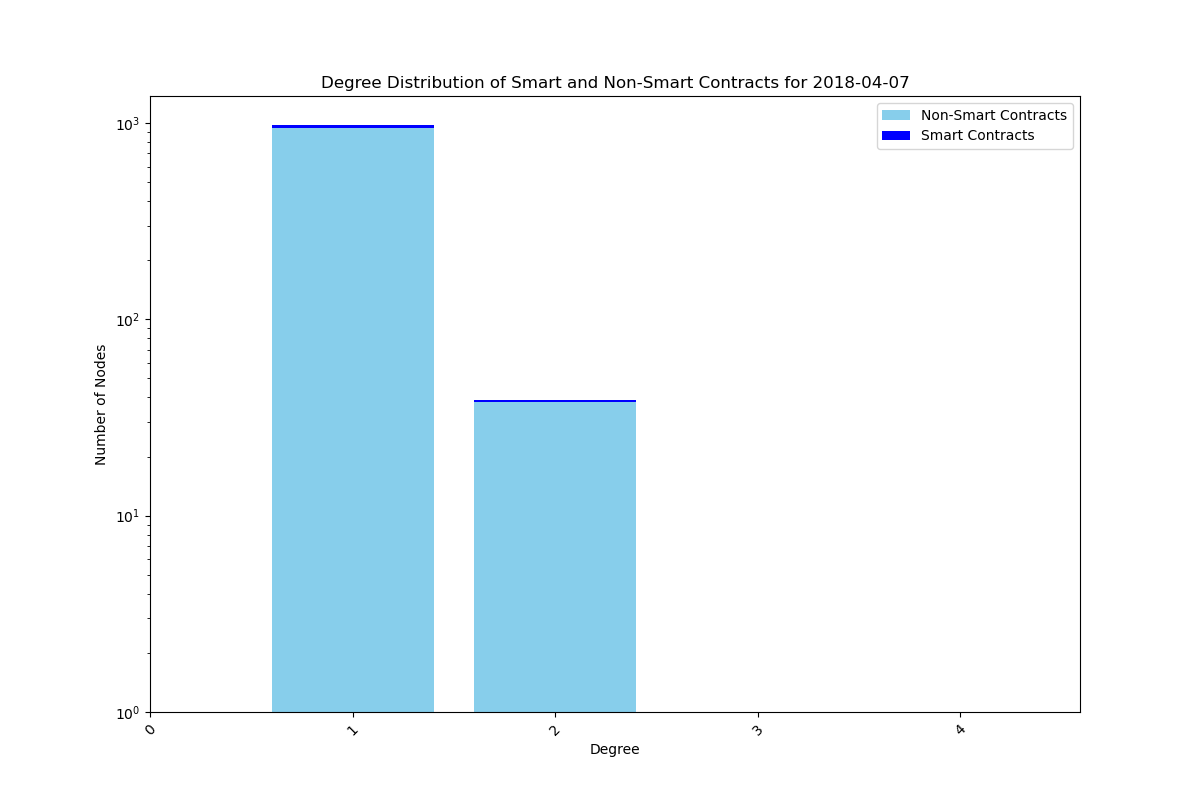 Degree Distribution of Smart and Non-Smart Contracts for 2018-04-07
Non-Smart Contracts
Smart Contracts
Number of Nodes
10³
10²
10¹
10⁰
0 1 2 3 4
Degree